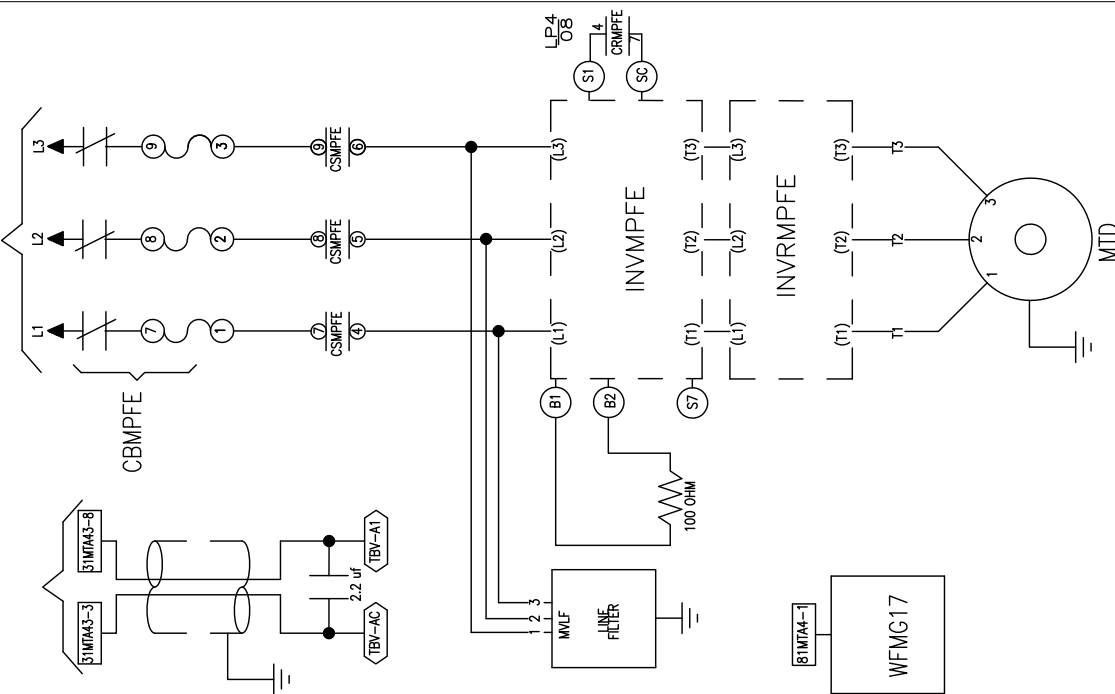 LP4
08
4
CRMPFE
7
S1
SC
L1
L2
L3
7
8
9
1
2
3
CBMPFE
7
8
9
CSMPFE
CSMPFE
CSMPFE
4
5
6
31MTA43-3
31MTA43-8
2.2 uf
TBV-AC
TBV-A1
(L1)
(L2)
(L3)
INVMPFE
B1
B2
S7
100 OHM
(T1)
(T2)
(T3)
(L1)
(L2)
(L3)
INVRMPFE
(T1)
(T2)
(T3)
T1
T2
T3
1
2
3
MTD
1 2 3
MVLF
LINE
FILTER
81MTA4-1
WFMG17